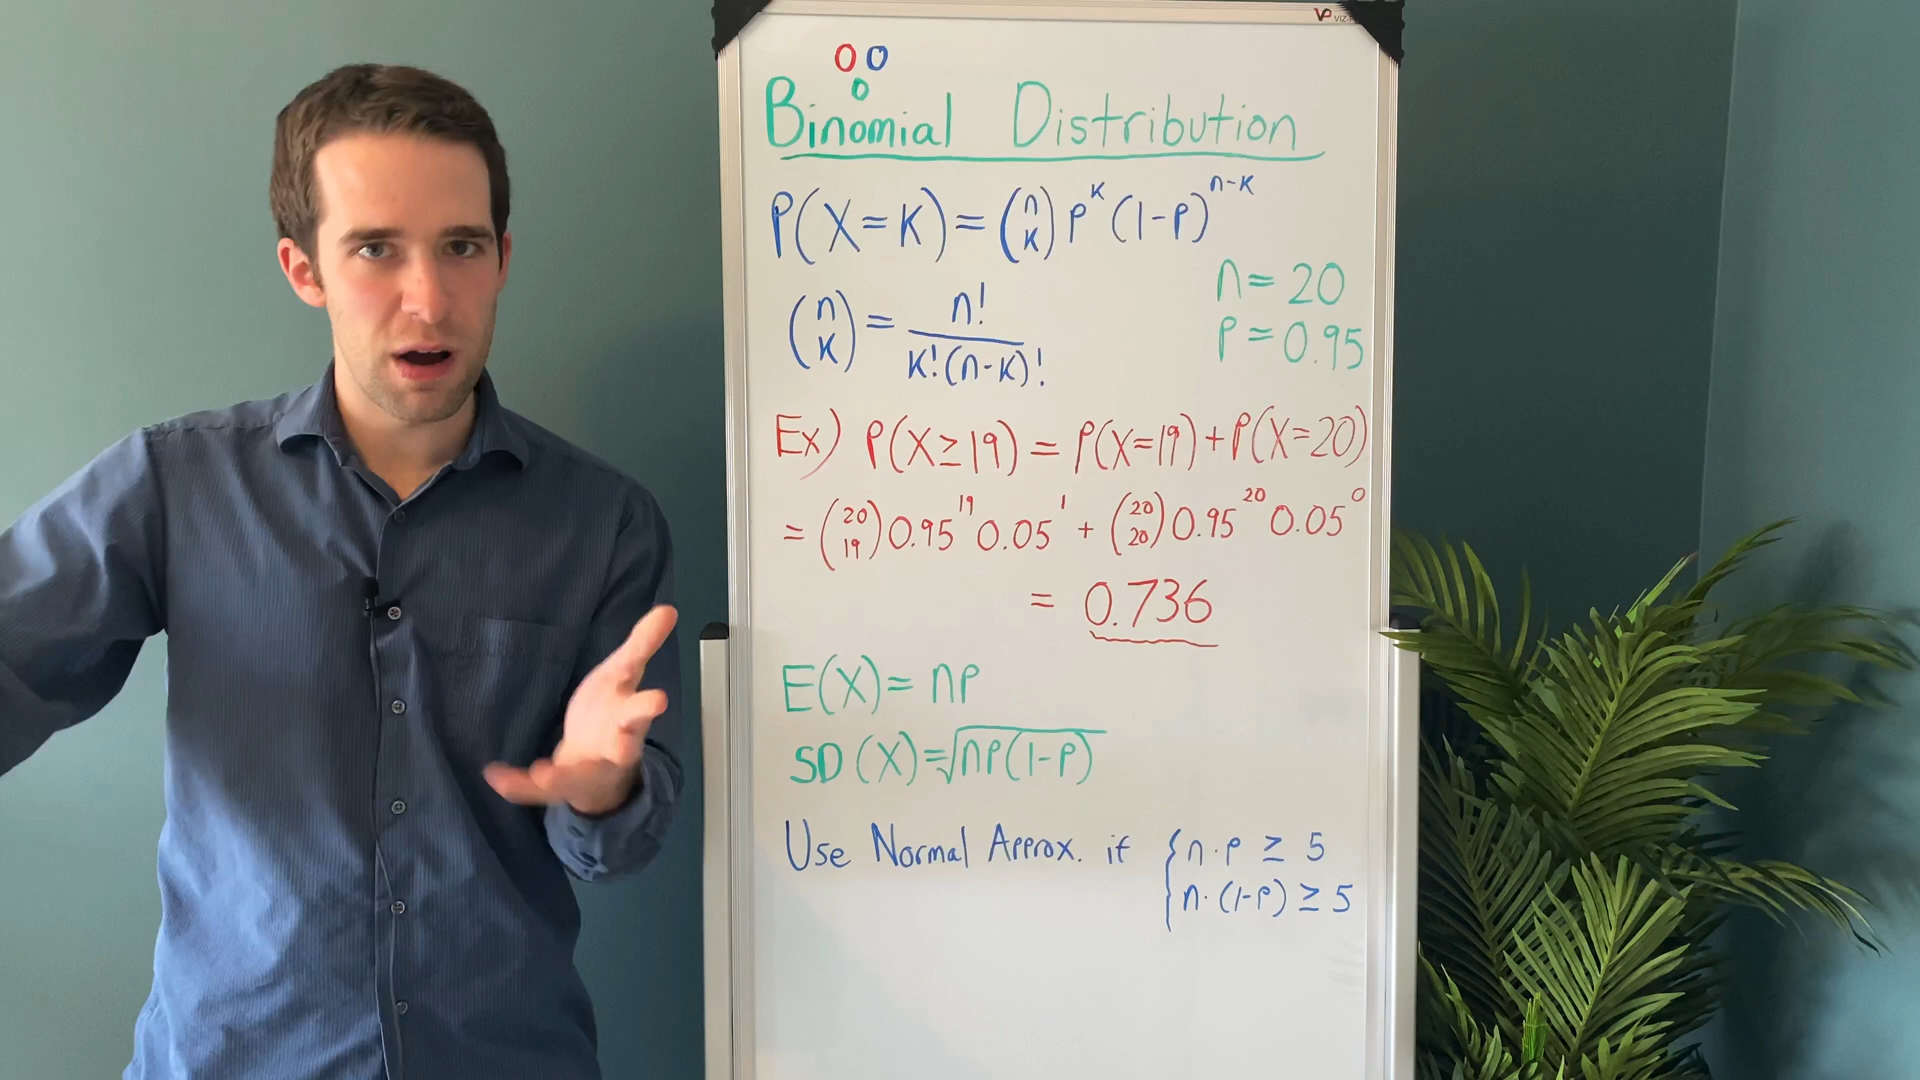 Binomial Distribution
P(X=K)=(n K) P^K (1-P)^n-K
n=20
P=0.95
(n K) = n! / K!(n-K)!
Ex) P(X≥19) = P(X=19)+P(X=20)
= (20 19) 0.95^19 0.05^1 + (20 20) 0.95^20 0.05^0
= 0.736
E(X)= nP
SD(X)=√nP(1-P)
Use Normal Approx. if { n·P ≥ 5
n·(1-P) ≥ 5